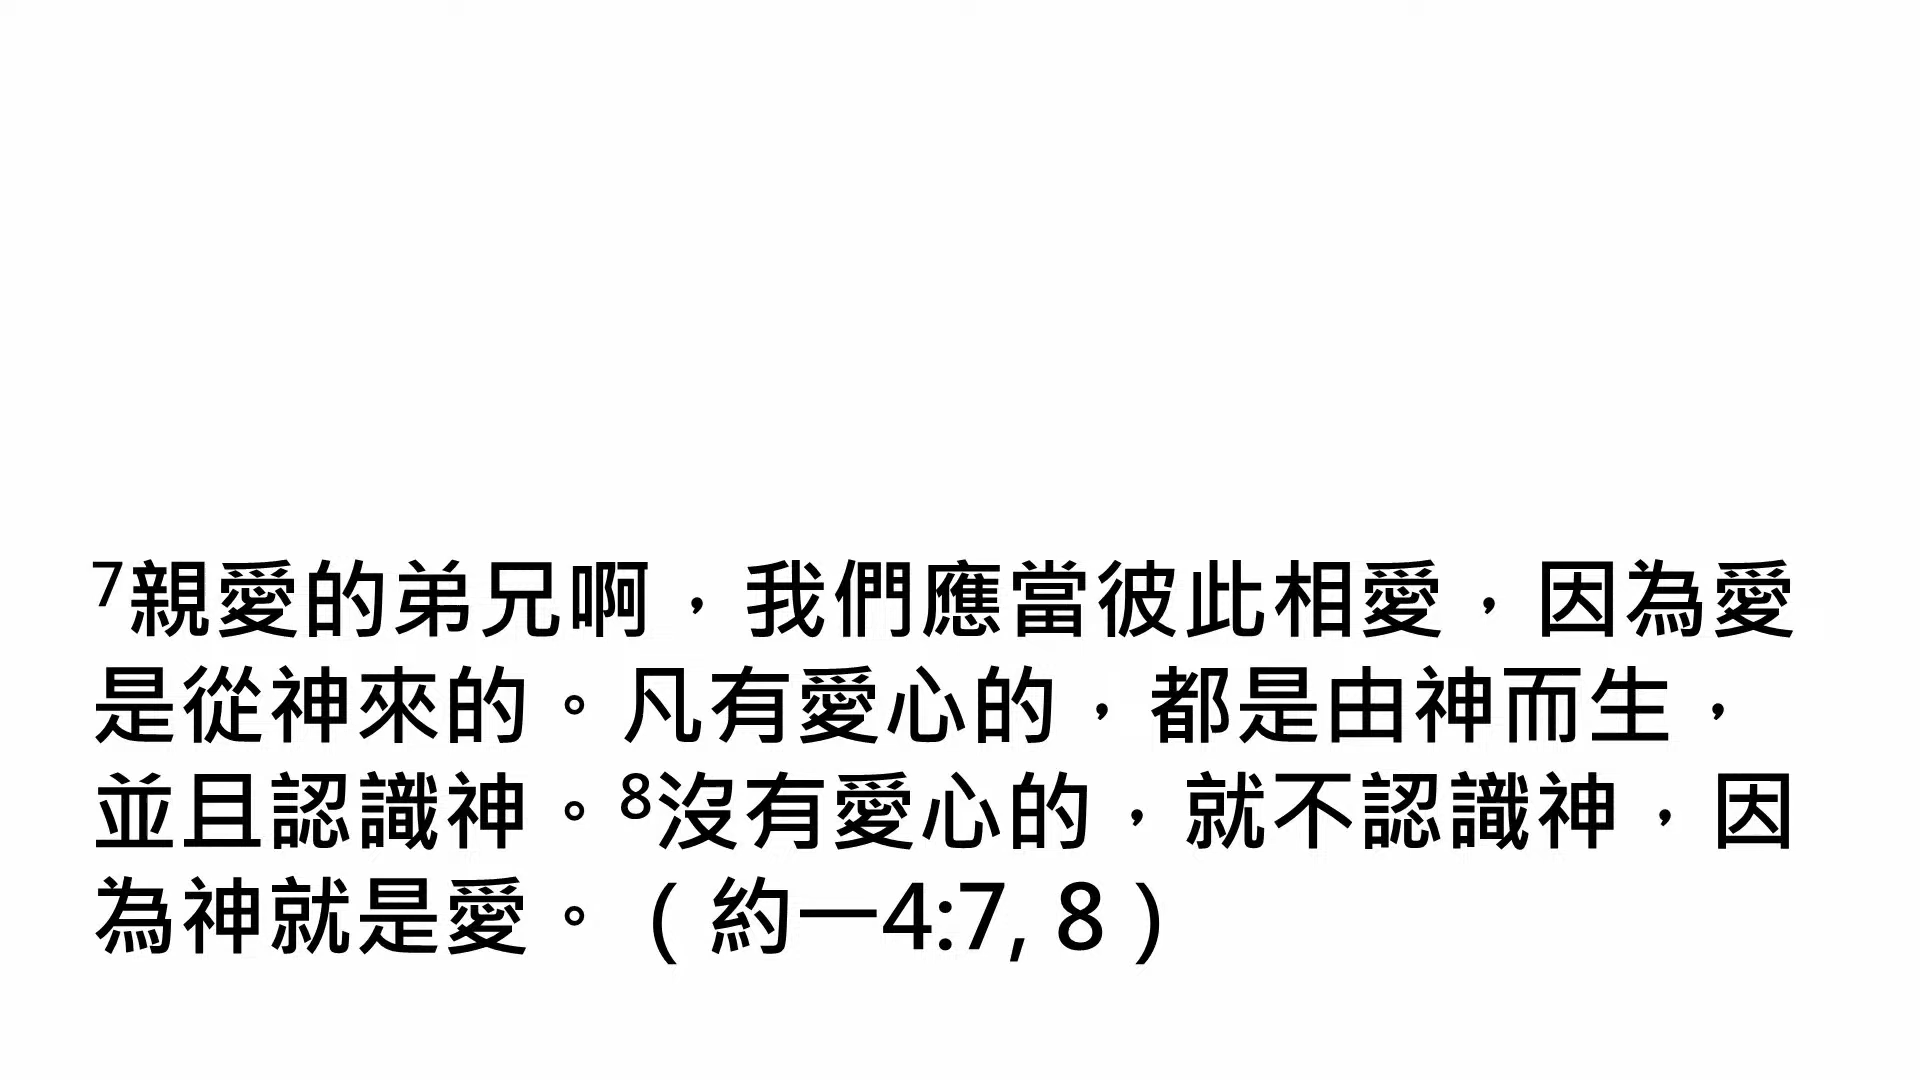 ⁷親愛的弟兄啊，我們應當彼此相愛，因為愛
是從神來的。凡有愛心的，都是由神而生，
並且認識神。⁸沒有愛心的，就不認識神，因
為神就是愛。（約一4:7, 8）